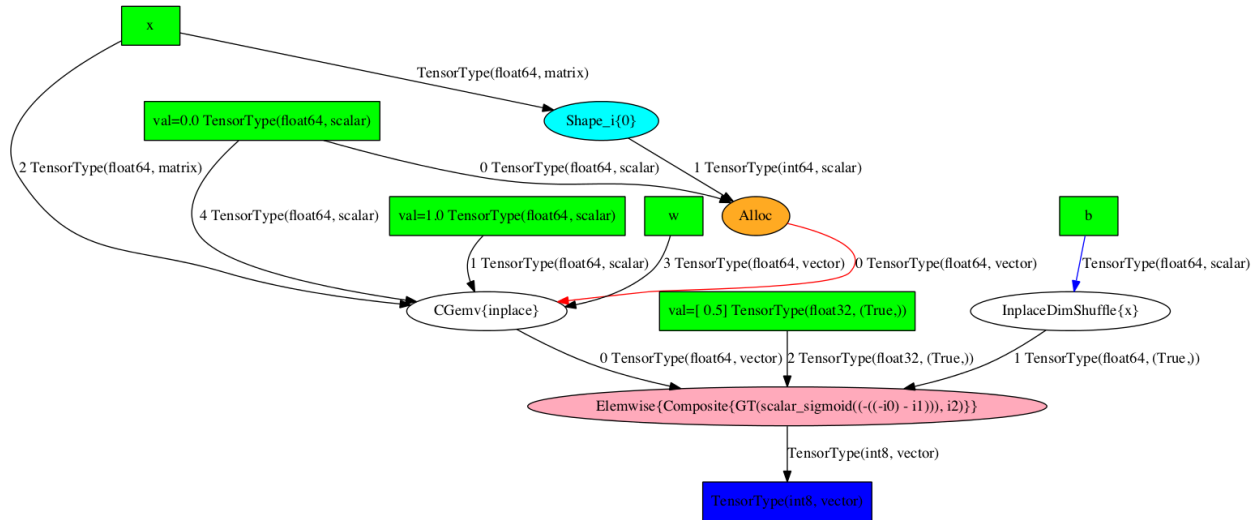 x
TensorType(float64, matrix)
val=0.0 TensorType(float64, scalar)
Shape_i{0}
2 TensorType(float64, matrix)
0 TensorType(float64, scalar)
1 TensorType(int64, scalar)
4 TensorType(float64, scalar)
val=1.0 TensorType(float64, scalar)
w
Alloc
b
1 TensorType(float64, scalar)
3 TensorType(float64, vector)
0 TensorType(float64, vector)
TensorType(float64, scalar)
CGemv{inplace}
val=[ 0.5] TensorType(float32, (True,))
InplaceDimShuffle{x}
0 TensorType(float64, vector)
2 TensorType(float32, (True,))
1 TensorType(float64, (True,))
Elemwise{Composite{GT(scalar_sigmoid((-((-i0) - i1))), i2)}}
TensorType(int8, vector)
TensorType(int8, vector)